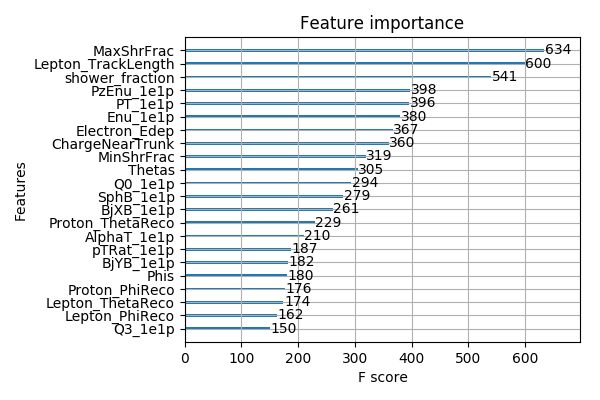 Feature importance
MaxShrFrac 634
Lepton_TrackLength 600
shower_fraction 541
PzEnu_1e1p 398
PT_1e1p 396
Enu_1e1p 380
Electron_Edep 367
ChargeNearTrunk 360
MinShrFrac 319
Thetas 305
Q0_1e1p 294
SphB_1e1p 279
BjXB_1e1p 261
Proton_ThetaReco 229
AlphaT_1e1p 210
pTRat_1e1p 187
BjYB_1e1p 182
Phis 180
Proton_PhiReco 176
Lepton_ThetaReco 174
Lepton_PhiReco 162
Q3_1e1p 150
Features
0 100 200 300 400 500 600
F score